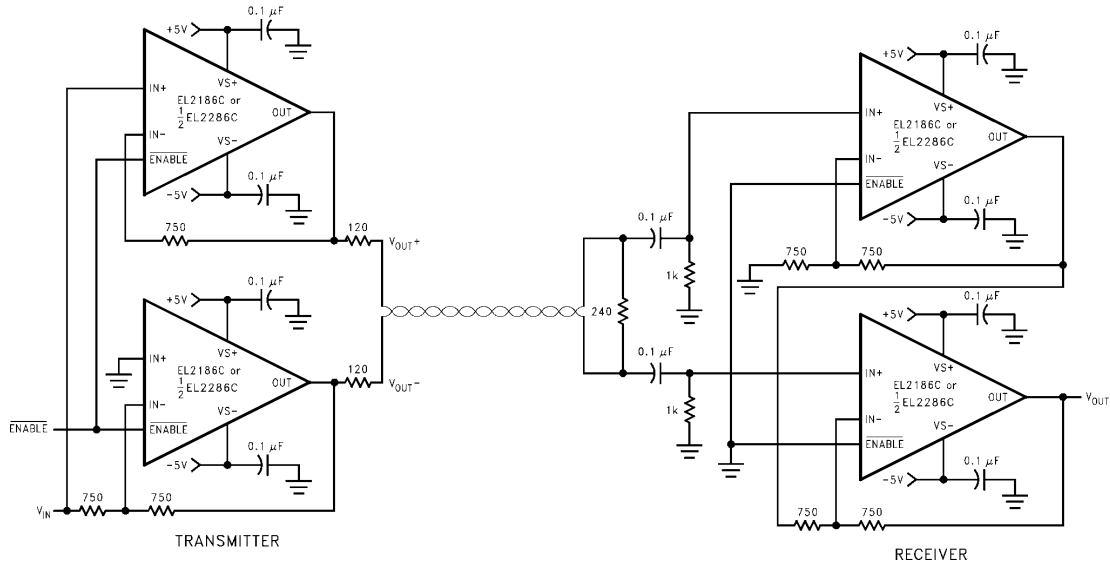 +5V
0.1 μF
VS+
IN+
EL2186C or
1/2 EL2286C
OUT
IN-
VS-
ENABLE
-5V
0.1 μF
750
120
VOUT+
+5V
0.1 μF
VS+
IN+
EL2186C or
1/2 EL2286C
OUT
IN-
VS-
ENABLE
ENABLE
-5V
0.1 μF
120
VOUT-
VIN
750
750
TRANSMITTER
240
0.1 μF
1k
0.1 μF
1k
+5V
0.1 μF
VS+
IN+
EL2186C or
1/2 EL2286C
OUT
IN-
VS-
ENABLE
-5V
0.1 μF
750
750
+5V
0.1 μF
VS+
IN+
EL2186C or
1/2 EL2286C
OUT
VOUT
IN-
VS-
ENABLE
-5V
0.1 μF
750
750
RECEIVER